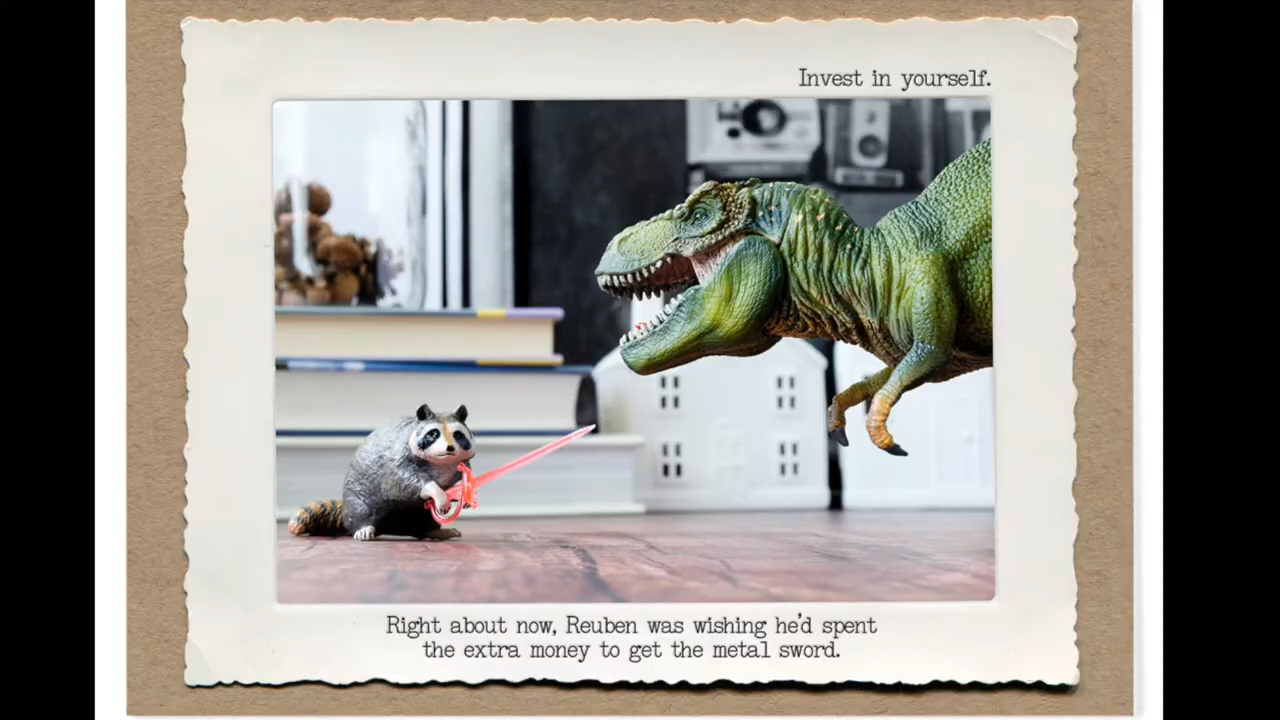 Invest in yourself.
Right about now, Reuben was wishing he'd spent
the extra money to get the metal sword.